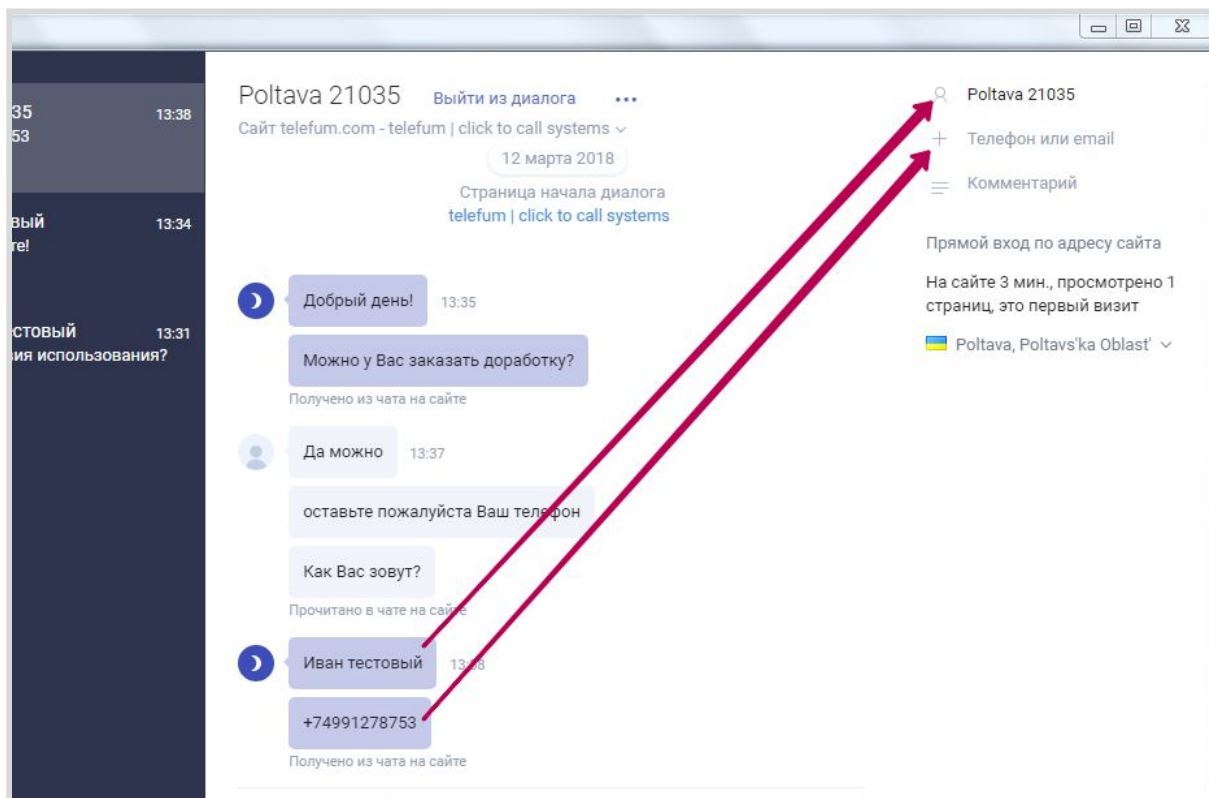 35 13:38
53
вый 13:34
те!
стовый 13:31
ия использования?
Poltava 21035 Выйти из диалога •••
Сайт telefum.com - telefum | click to call systems
12 марта 2018
Страница начала диалога
telefum | click to call systems
Добрый день! 13:35
Можно у Вас заказать доработку?
Получено из чата на сайте
Да можно 13:37
оставьте пожалуйста Ваш телефон
Как Вас зовут?
Прочитано в чате на сайте
Иван тестовый 13:38
+74991278753
Получено из чата на сайте
Poltava 21035
Телефон или email
Комментарий
Прямой вход по адресу сайта
На сайте 3 мин., просмотрено 1
страниц, это первый визит
Poltava, Poltavs'ka Oblast'